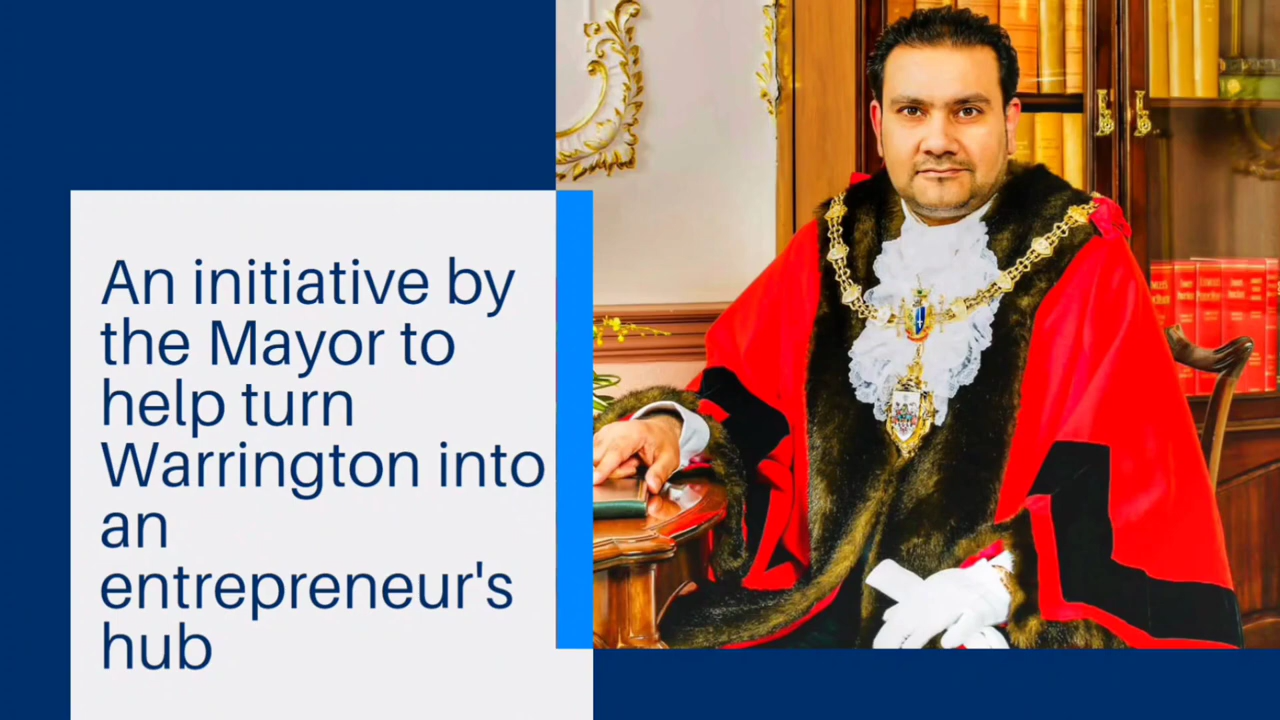 An initiative by
the Mayor to
help turn
Warrington into
an
entrepreneur's
hub